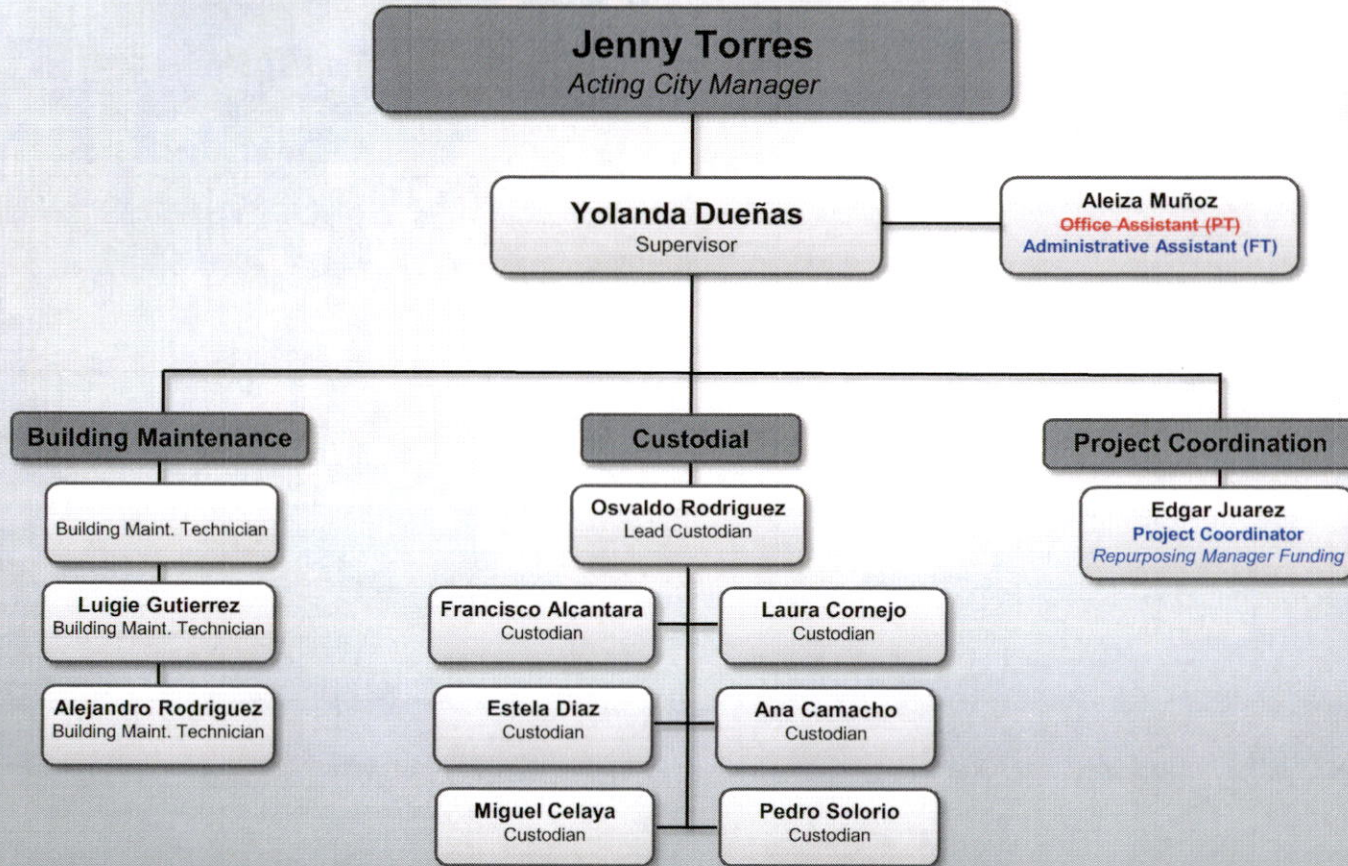 Jenny Torres
Acting City Manager
Yolanda Dueñas
Supervisor
Aleiza Muñoz
Office Assistant (PT)
Administrative Assistant (FT)
Building Maintenance
Building Maint. Technician
Luigie Gutierrez
Building Maint. Technician
Alejandro Rodriguez
Building Maint. Technician
Custodial
Osvaldo Rodriguez
Lead Custodian
Francisco Alcantara
Custodian
Laura Cornejo
Custodian
Estela Diaz
Custodian
Ana Camacho
Custodian
Miguel Celaya
Custodian
Pedro Solorio
Custodian
Project Coordination
Edgar Juarez
Project Coordinator
Repurposing Manager Funding